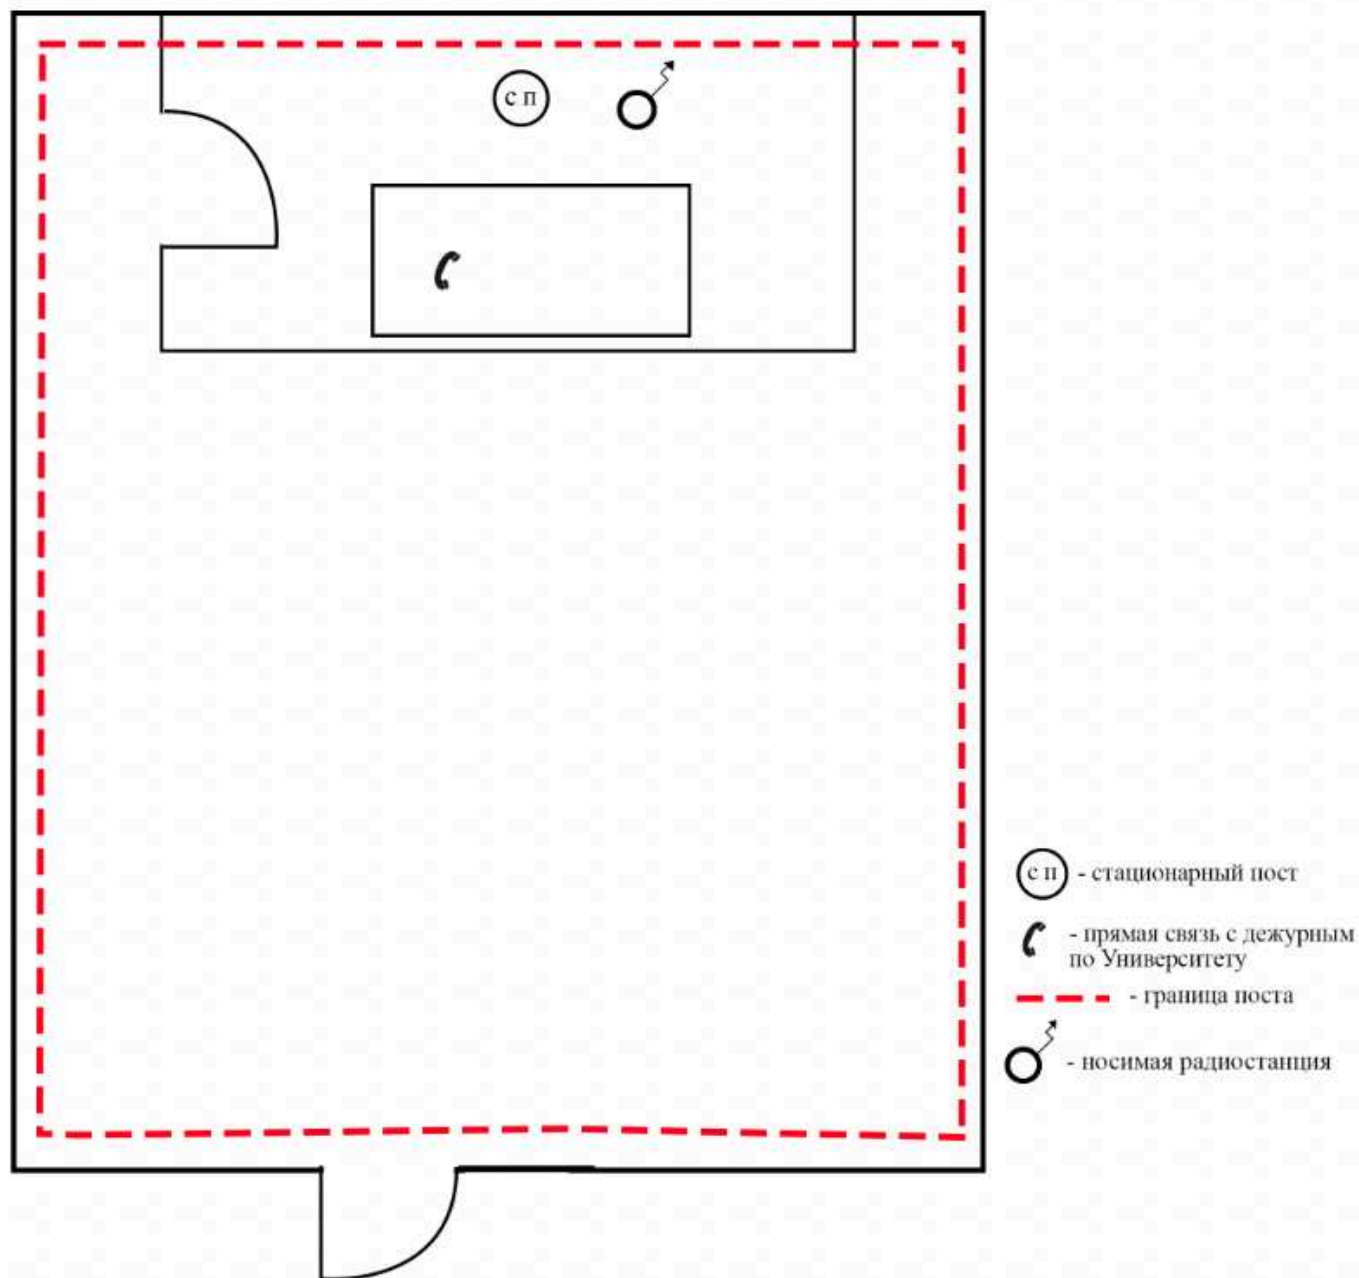 с п
с п - стационарный пост
- прямая связь с дежурным
по Университету
- граница поста
- носимая радиостанция